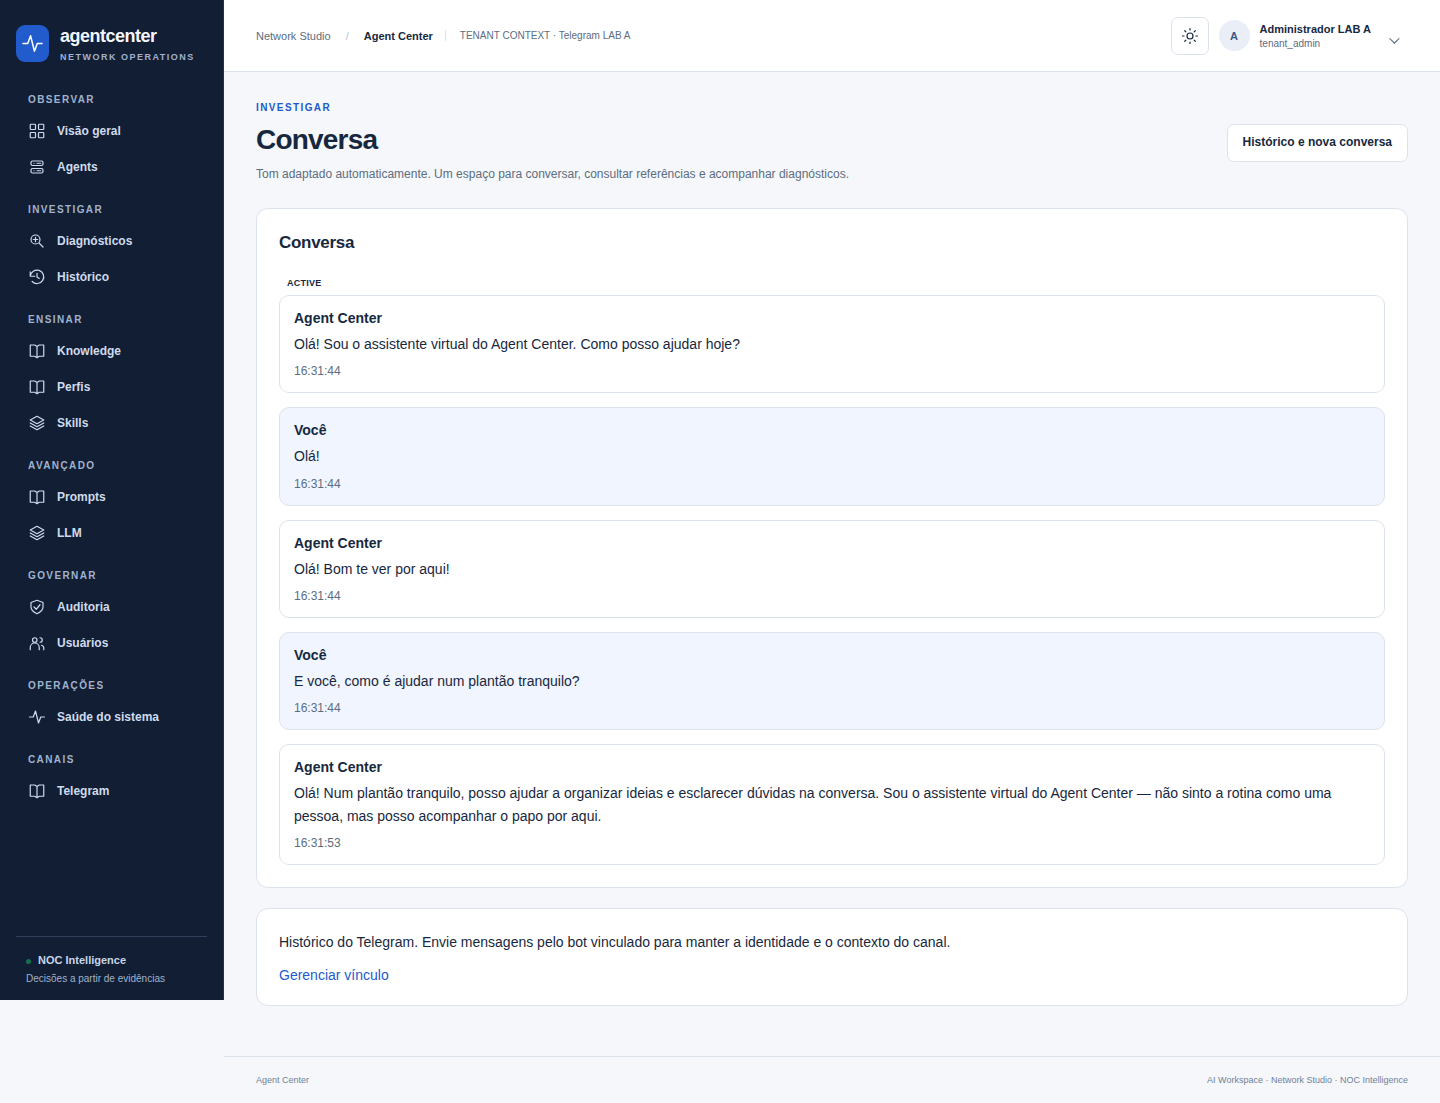 agentcenter
NETWORK OPERATIONS
OBSERVAR
Visão geral
Agents
INVESTIGAR
Diagnósticos
Histórico
ENSINAR
Knowledge
Perfis
Skills
AVANÇADO
Prompts
LLM
GOVERNAR
Auditoria
Usuários
OPERAÇÕES
Saúde do sistema
CANAIS
Telegram
NOC Intelligence
Decisões a partir de evidências
Network Studio / Agent Center TENANT CONTEXT · Telegram LAB A
A
Administrador LAB A
tenant_admin
INVESTIGAR
Conversa
Histórico e nova conversa
Tom adaptado automaticamente. Um espaço para conversar, consultar referências e acompanhar diagnósticos.
Conversa
ACTIVE
Agent Center
Olá! Sou o assistente virtual do Agent Center. Como posso ajudar hoje?
16:31:44
Você
Olá!
16:31:44
Agent Center
Olá! Bom te ver por aqui!
16:31:44
Você
E você, como é ajudar num plantão tranquilo?
16:31:44
Agent Center
Olá! Num plantão tranquilo, posso ajudar a organizar ideias e esclarecer dúvidas na conversa. Sou o assistente virtual do Agent Center — não sinto a rotina como uma
pessoa, mas posso acompanhar o papo por aqui.
16:31:53
Histórico do Telegram. Envie mensagens pelo bot vinculado para manter a identidade e o contexto do canal.
Gerenciar vínculo
Agent Center
AI Workspace · Network Studio · NOC Intelligence